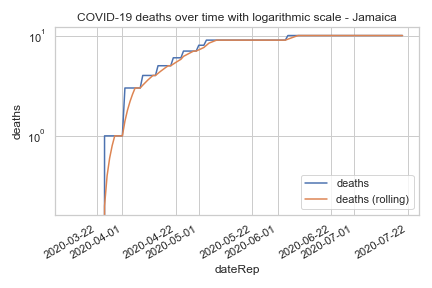 COVID-19 deaths over time with logarithmic scale - Jamaica
10¹
10⁰
deaths
deaths
deaths (rolling)
2020-03-22
2020-04-01
2020-04-22
2020-05-01
2020-05-22
2020-06-01
2020-06-22
2020-07-01
2020-07-22
dateRep